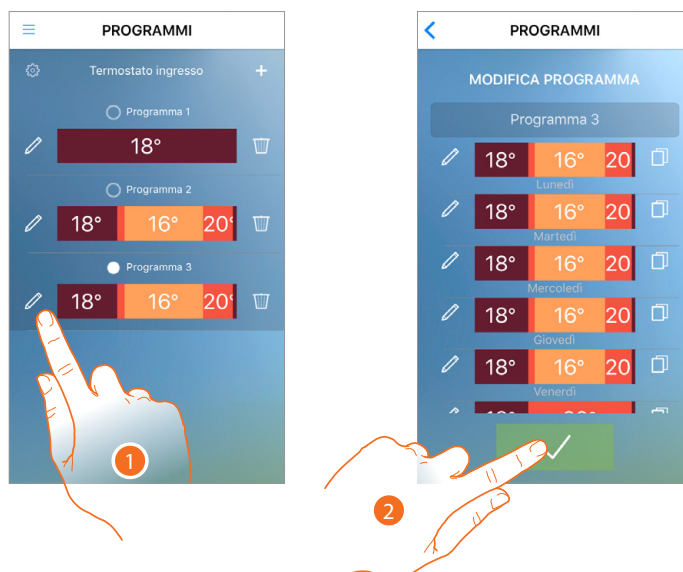 PROGRAMMI
Termostato ingresso
Programma 1
18°
Programma 2
18° 16° 20°
Programma 3
18° 16° 20°
1
PROGRAMMI
MODIFICA PROGRAMMA
Programma 3
18° 16° 20
Lunedì
18° 16° 20
Martedì
18° 16° 20
Mercoledì
18° 16° 20
Giovedì
18° 16° 20
Venerdì
2